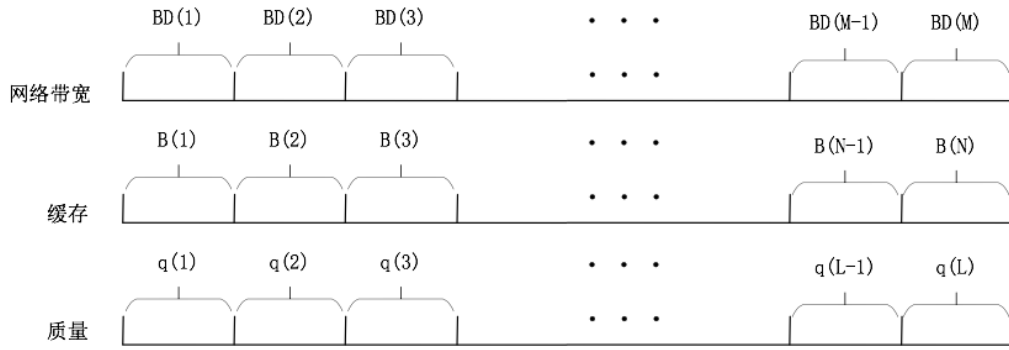 BD(1) BD(2) BD(3) BD(M-1) BD(M)
网络带宽
B(1) B(2) B(3) B(N-1) B(N)
缓存
q(1) q(2) q(3) q(L-1) q(L)
质量